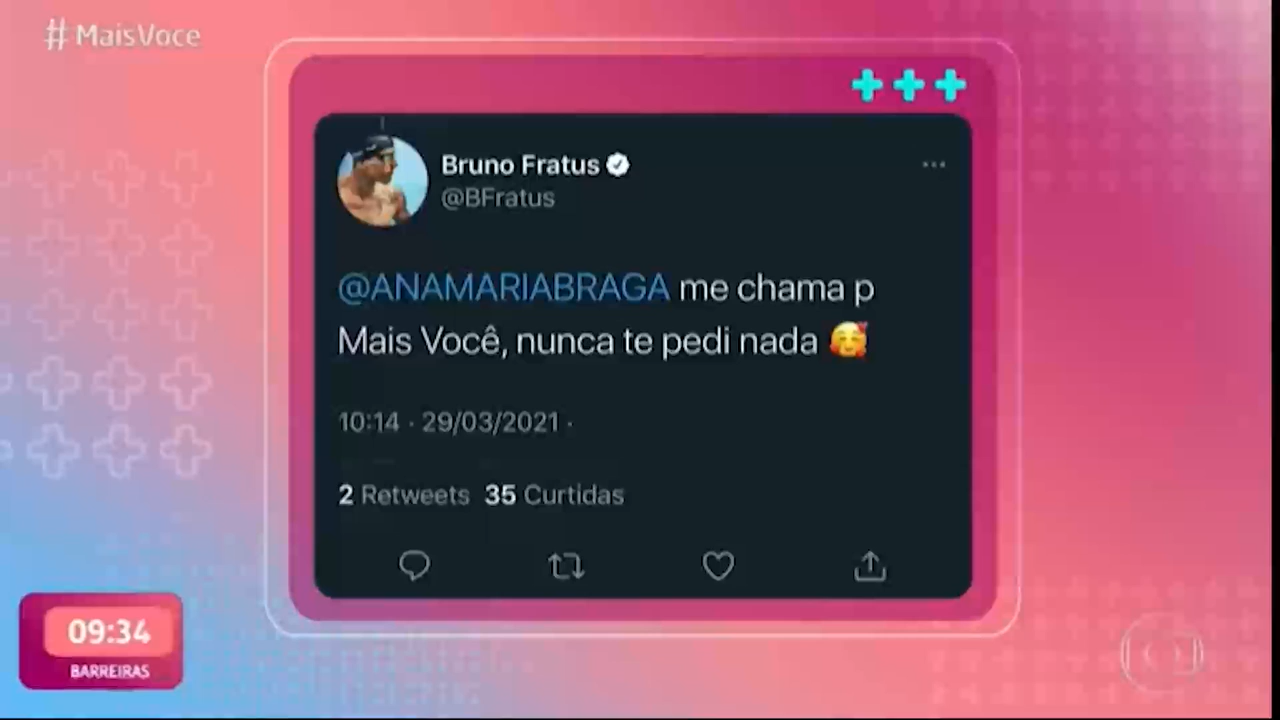 #MaisVoce
Bruno Fratus
@BFratus
...
@ANAMARIABRAGA me chama p
Mais Você, nunca te pedi nada 🥰
10:14 · 29/03/2021 ·
2 Retweets 35 Curtidas
09:34
BARREIRAS